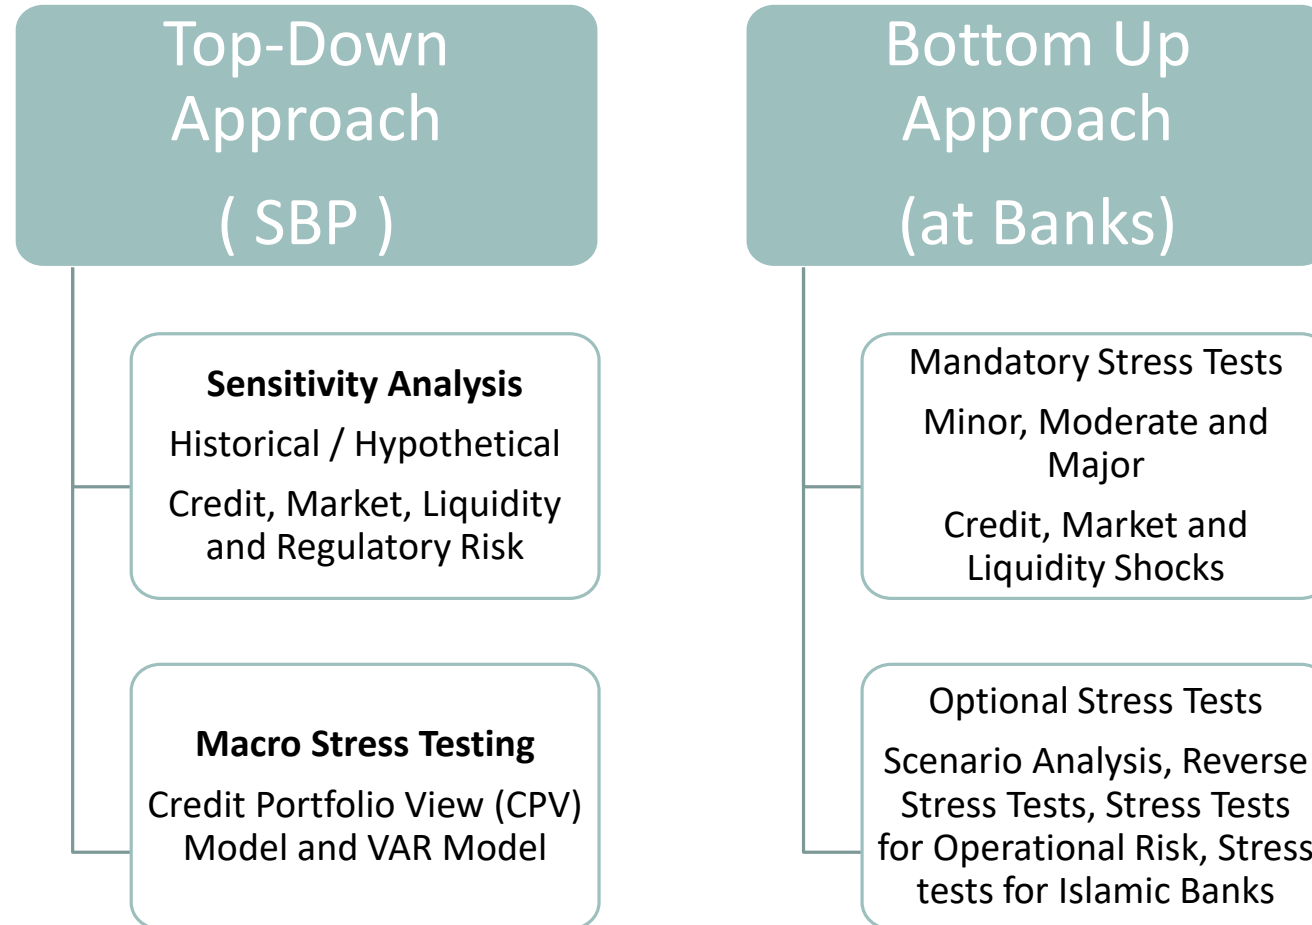 Top-Down
Approach
( SBP )
Sensitivity Analysis
Historical / Hypothetical
Credit, Market, Liquidity
and Regulatory Risk
Macro Stress Testing
Credit Portfolio View (CPV)
Model and VAR Model
Bottom Up
Approach
(at Banks)
Mandatory Stress Tests
Minor, Moderate and
Major
Credit, Market and
Liquidity Shocks
Optional Stress Tests
Scenario Analysis, Reverse
Stress Tests, Stress Tests
for Operational Risk, Stress
tests for Islamic Banks